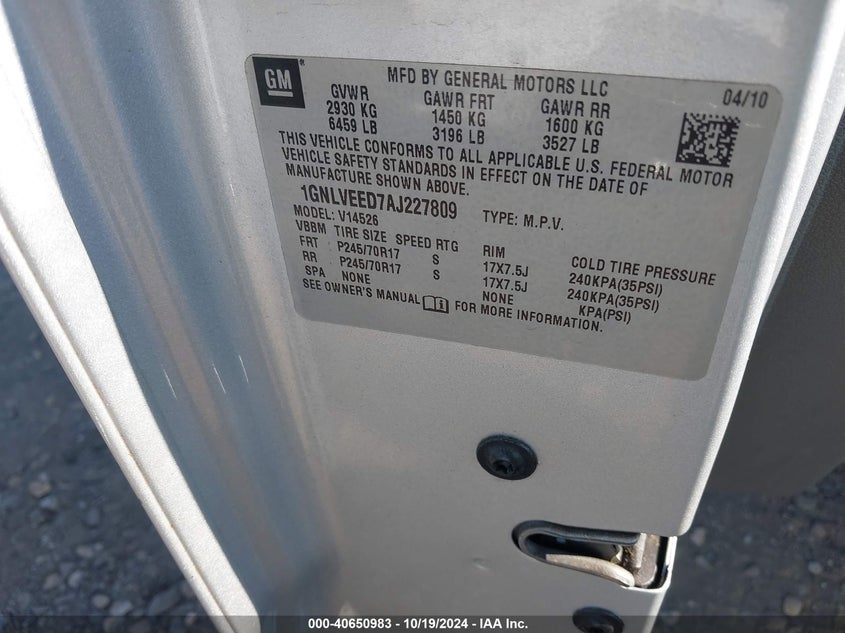 GM
MFD BY GENERAL MOTORS LLC
04/10
GVWR GAWR FRT GAWR RR
2930 KG 1450 KG 1600 KG
6459 LB 3196 LB 3527 LB
THIS VEHICLE CONFORMS TO ALL APPLICABLE U.S. FEDERAL MOTOR
VEHICLE SAFETY STANDARDS IN EFFECT ON THE DATE OF
MANUFACTURE SHOWN ABOVE.
1GNLVEED7AJ227809 TYPE: M.P.V.
MODEL: V14526
VBBM TIRE SIZE SPEED RTG RIM COLD TIRE PRESSURE
FRT P245/70R17 S 17X7.5J 240KPA(35PSI)
RR P245/70R17 S 17X7.5J 240KPA(35PSI)
SPA NONE NONE KPA(PSI)
SEE OWNER'S MANUAL FOR MORE INFORMATION.
000-40650983 - 10/19/2024 - IAA Inc.